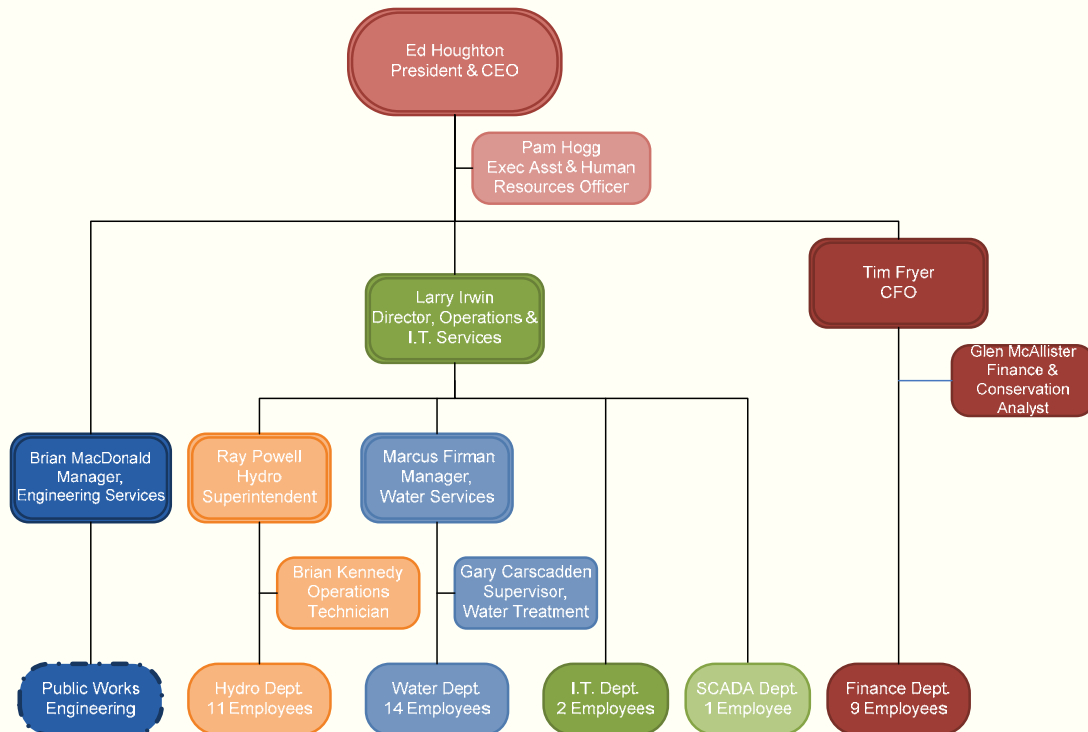 Ed Houghton
President & CEO
Pam Hogg
Exec Asst & Human
Resources Officer
Tim Fryer
CFO
Larry Irwin
Director, Operations &
I.T. Services
Glen McAllister
Finance &
Conservation
Analyst
Brian MacDonald
Manager,
Engineering Services
Ray Powell
Hydro
Superintendent
Marcus Firman
Manager,
Water Services
Brian Kennedy
Operations
Technician
Gary Carscadden
Supervisor,
Water Treatment
Public Works
Engineering
Hydro Dept.
11 Employees
Water Dept.
14 Employees
I.T. Dept.
2 Employees
SCADA Dept.
1 Employee
Finance Dept.
9 Employees